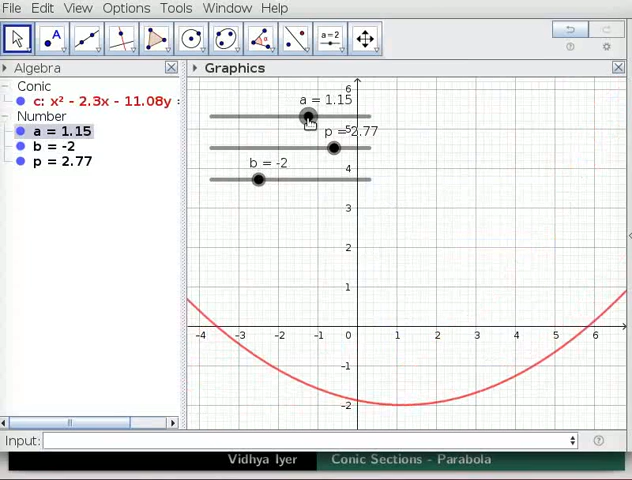 File Edit View Options Tools Window Help
A
a=2
Algebra
Graphics
Conic
c: x² - 2.3x - 11.08y :
Number
a = 1.15
b = -2
p = 2.77
a = 1.15
p = 2.77
b = -2
6
5
4
3
2
1
-4 -3 -2 -1 0 1 2 3 4 5 6
-1
-2
Input:
Vidhya Iyer Conic Sections - Parabola